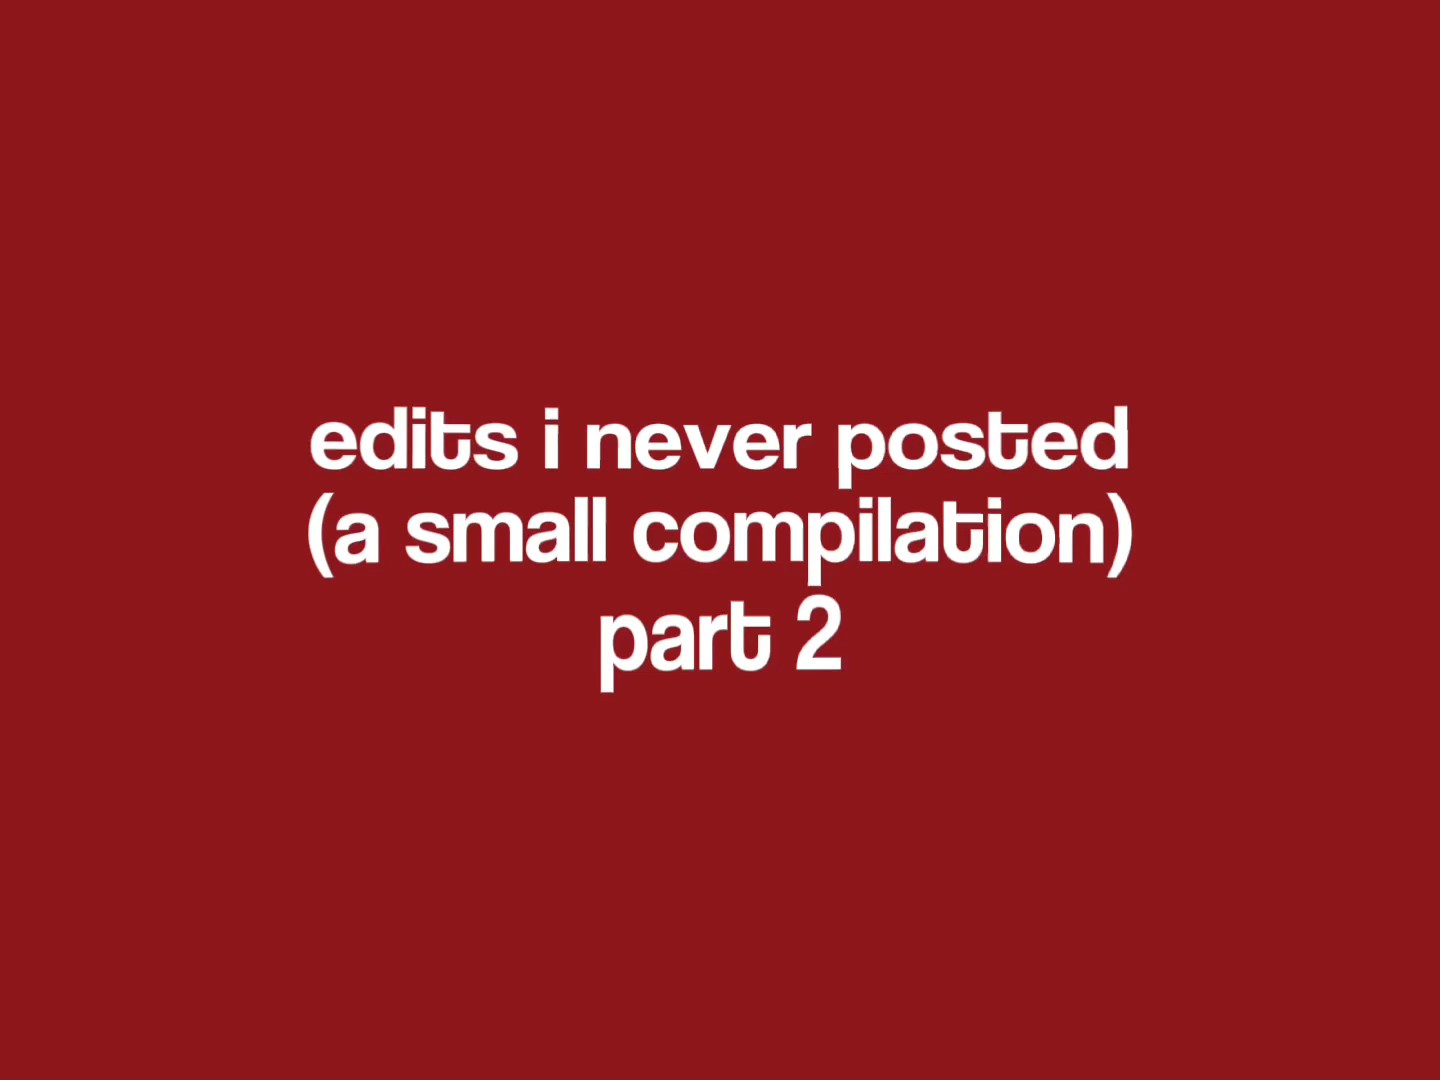 edits i never posted
(a small compilation)
part 2